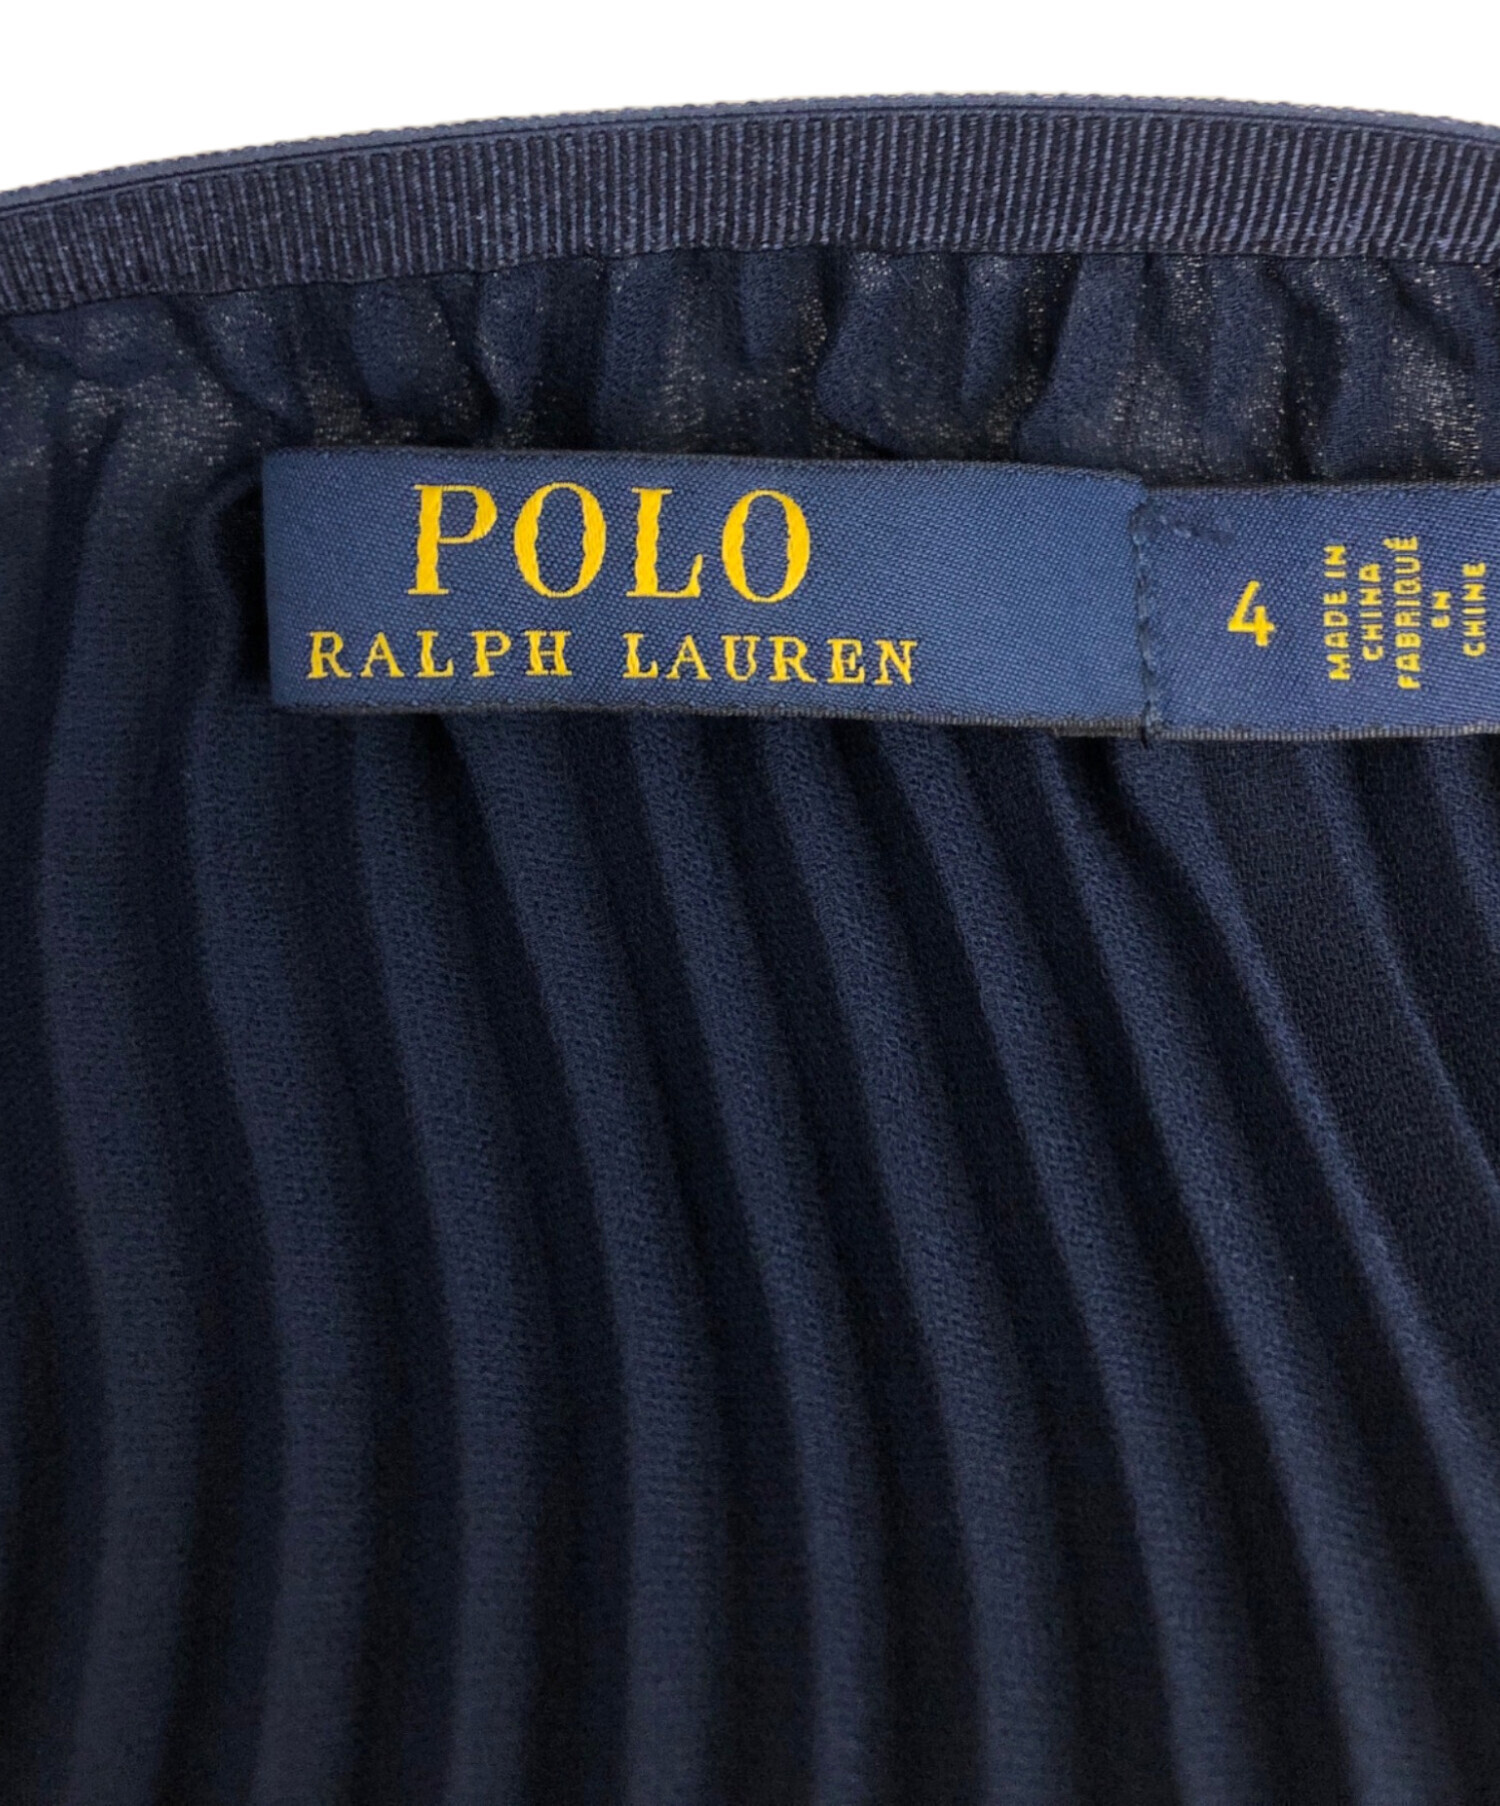 POLO
RALPH LAUREN
4
MADE IN
CHINA
FABRIQUÉ
EN
CHINE